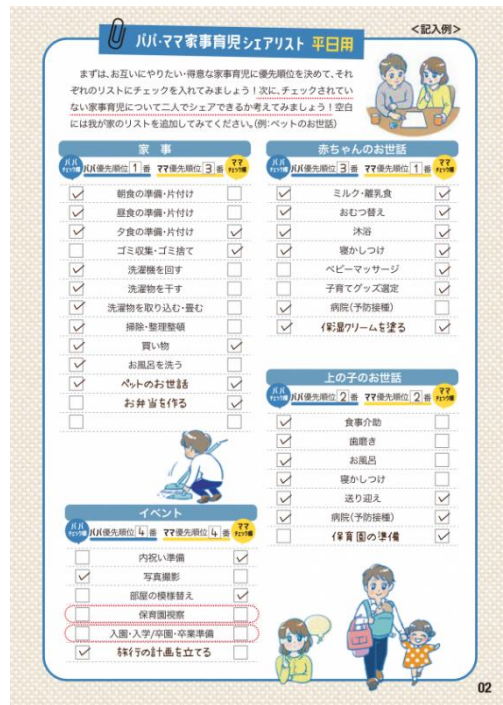 <記入例>
パパ・ママ家事育児シェアリスト 平日用
まずは、お互いにやりたい・得意な家事育児に優先順位を決めて、それ
ぞれのリストにチェックを入れてみましょう!次に、チェックされてい
ない家事育児について二人でシェアできるか考えてみましょう!空白
には我が家のリストを追加してみてください。(例:ペットのお世話)
家 事
パパ チェック欄 パパ優先順位 1 番 ママ優先順位 3 番 ママ チェック欄
朝食の準備・片付け
昼食の準備・片付け
夕食の準備・片付け
ゴミ収集・ゴミ捨て
洗濯機を回す
洗濯物を干す
洗濯物を取り込む・畳む
掃除・整理整頓
買い物
お風呂を洗う
ペットのお世話
お弁当を作る
イベント
パパ チェック欄 パパ優先順位 4 番 ママ優先順位 4 番 ママ チェック欄
内祝い準備
写真撮影
部屋の模様替え
保育園視察
入園・入学/卒園・卒業準備
旅行の計画を立てる
赤ちゃんのお世話
パパ チェック欄 パパ優先順位 3 番 ママ優先順位 1 番 ママ チェック欄
ミルク・離乳食
おむつ替え
沐浴
寝かしつけ
ベビーマッサージ
子育てグッズ選定
病院(予防接種)
保湿クリームを塗る
上の子のお世話
パパ チェック欄 パパ優先順位 2 番 ママ優先順位 2 番 ママ チェック欄
食事介助
歯磨き
お風呂
寝かしつけ
送り迎え
病院(予防接種)
保育園の準備
02